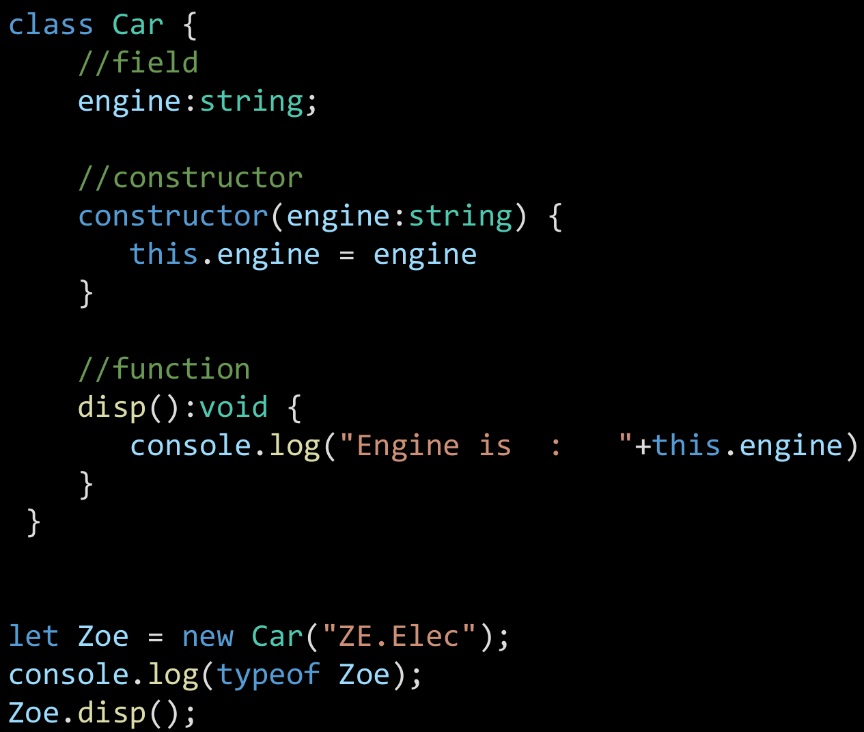 class Car {
    //field
    engine:string;

    //constructor
    constructor(engine:string) {
       this.engine = engine
    }

    //function
    disp():void {
       console.log("Engine is  :   "+this.engine)
    }
 }

let Zoe = new Car("ZE.Elec");
console.log(typeof Zoe);
Zoe.disp();